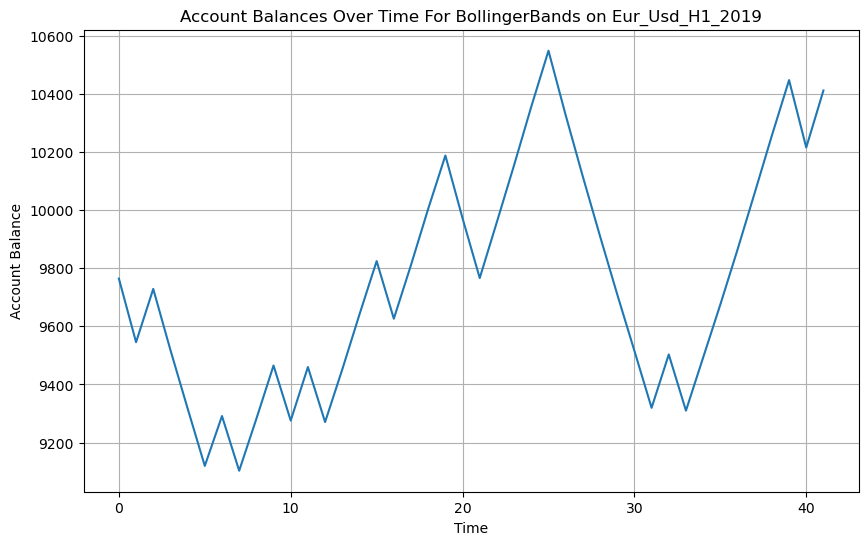 Account Balances Over Time For BollingerBands on Eur_Usd_H1_2019
10600
10400
10200
10000
9800
9600
9400
9200
Account Balance
0 10 20 30 40
Time